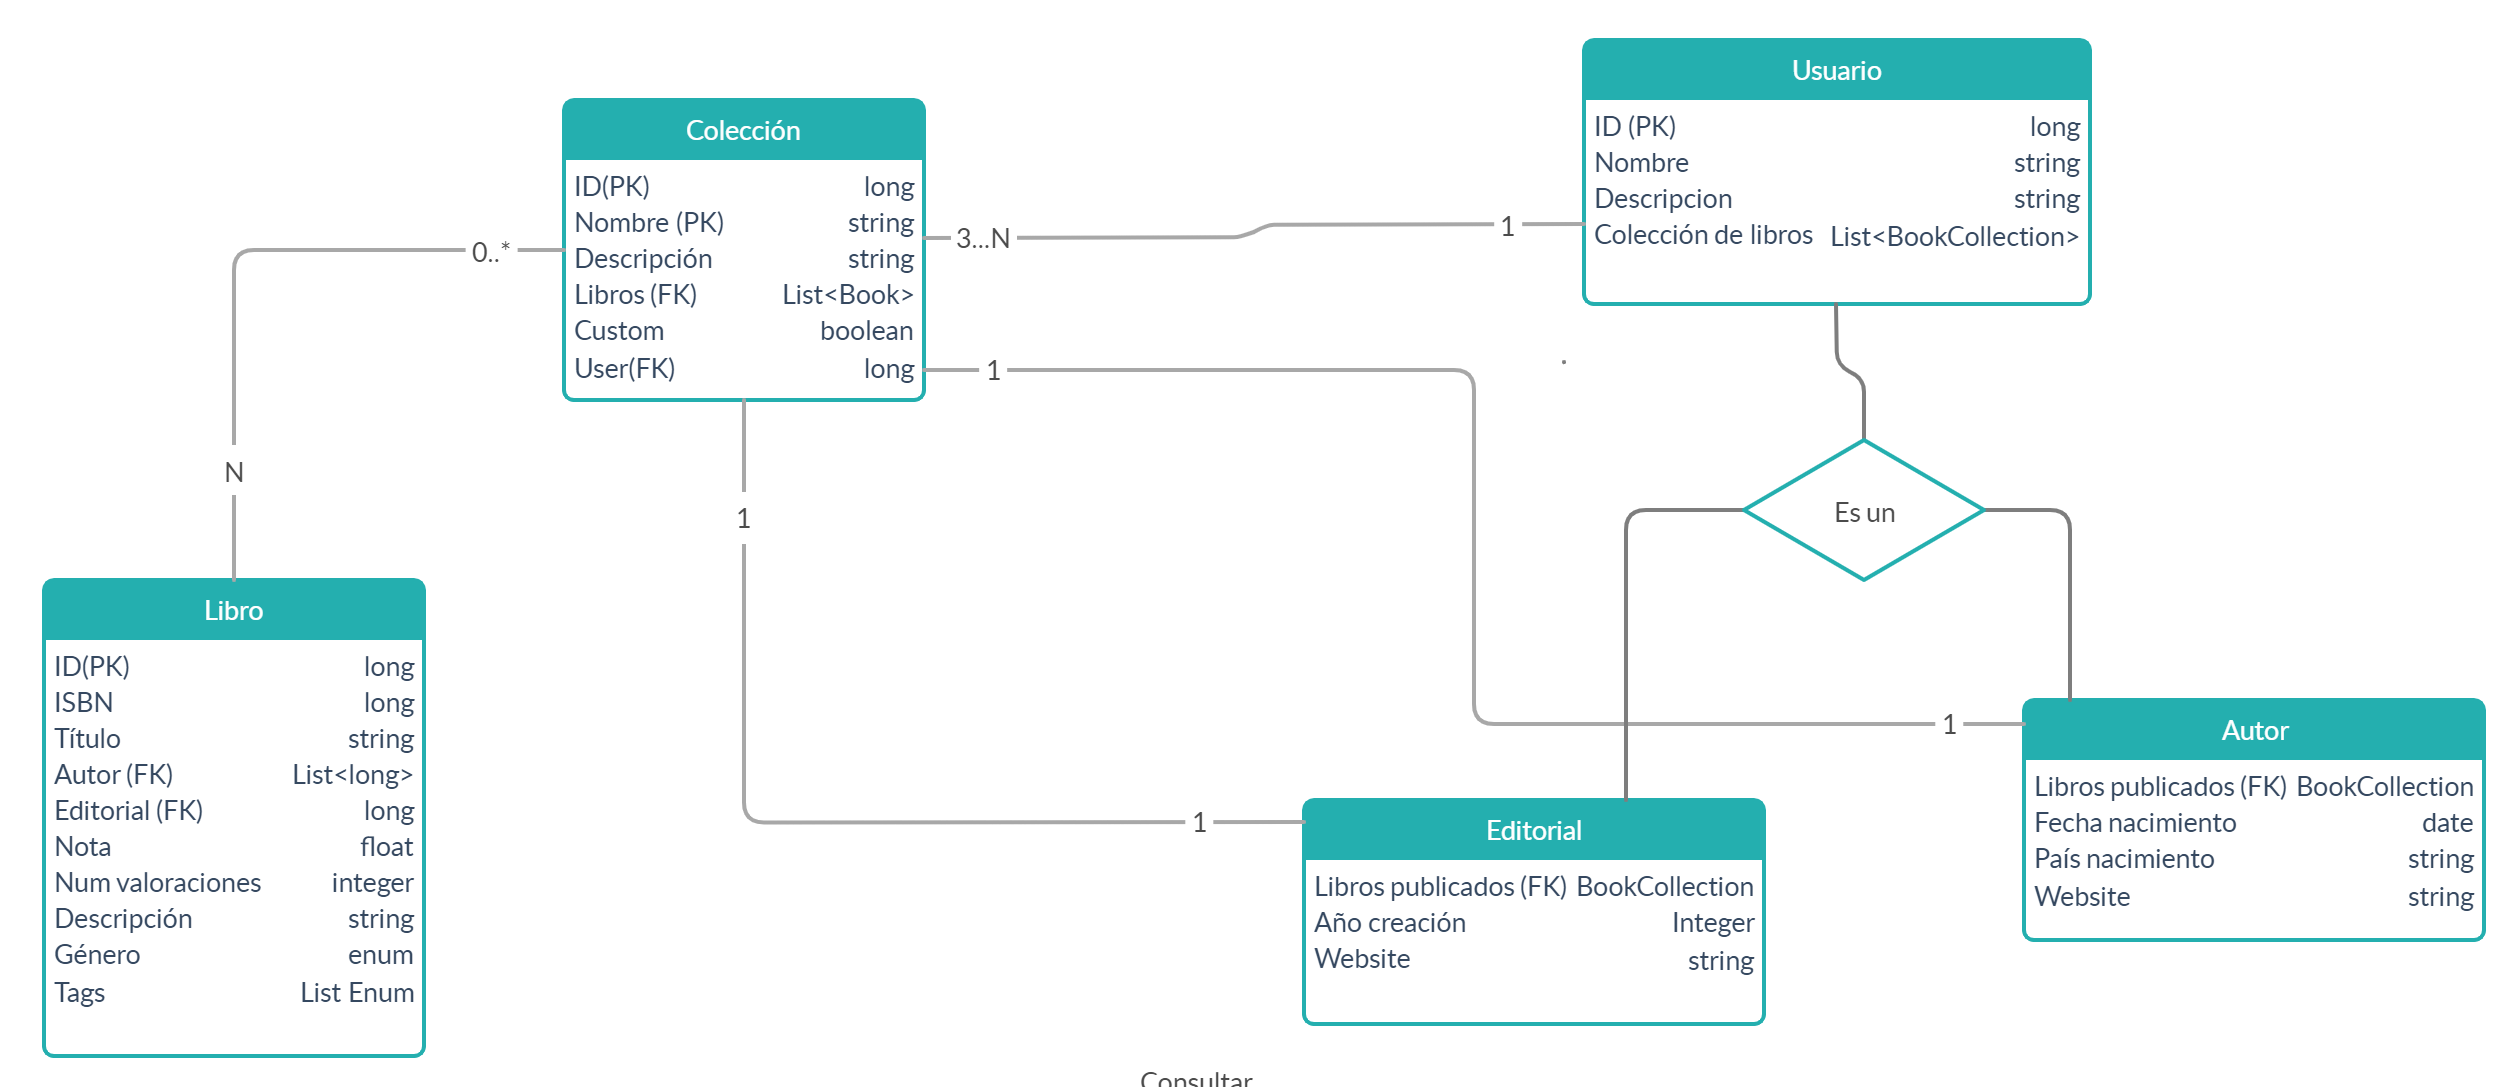 Usuario
ID (PK) long
Nombre string
Descripcion string
Colección de libros List<BookCollection>
Colección
ID(PK) long
Nombre (PK) string
Descripción string
Libros (FK) List<Book>
Custom boolean
User(FK) long
0..*
3...N
1
1
N
1
Es un
Libro
ID(PK) long
ISBN long
Título string
Autor (FK) List<long>
Editorial (FK) long
Nota float
Num valoraciones integer
Descripción string
Género enum
Tags List Enum
1
1
Editorial
Libros publicados (FK) BookCollection
Año creación Integer
Website string
Autor
Libros publicados (FK) BookCollection
Fecha nacimiento date
País nacimiento string
Website string
Consultar